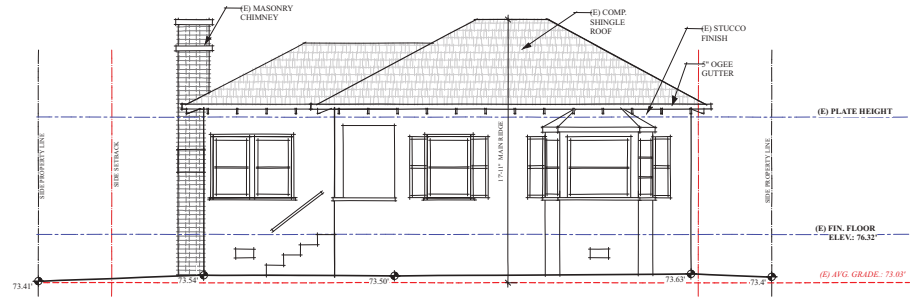 (E) MASONRY
CHIMNEY
(E) COMP.
SHINGLE
ROOF
(E) STUCCO
FINISH
5" OGEE
GUTTER
(E) PLATE HEIGHT
SIDE PROPERTY LINE
SIDE SETBACK
17'-11" MAIN RIDGE
SIDE PROPERTY LINE
(E) FIN. FLOOR
ELEV.: 76.32'
(E) AVG. GRADE.: 73.03'
73.41'
73.54'
73.50'
73.63'
73.4'